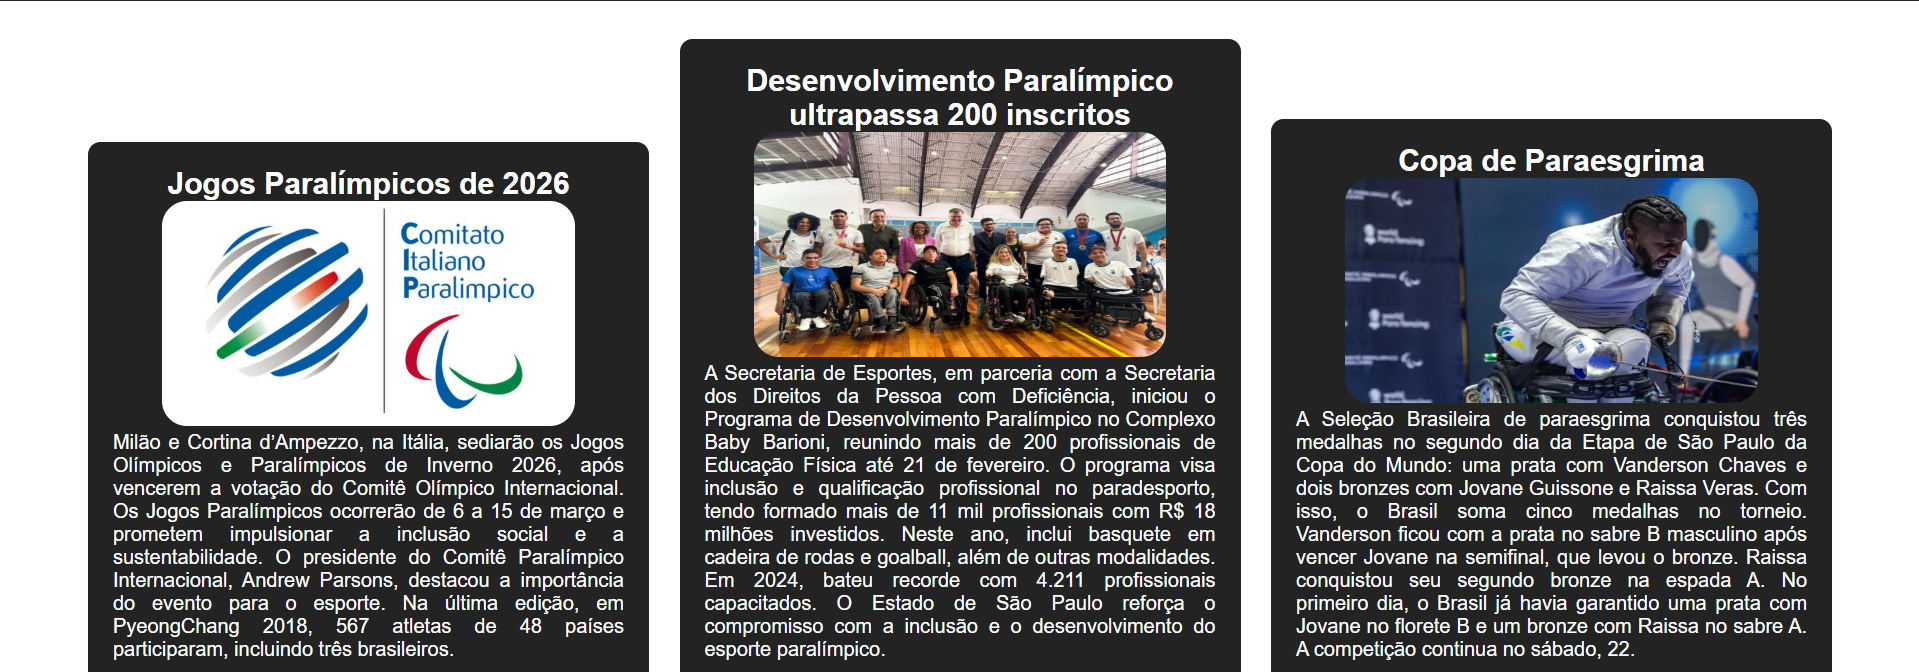 Jogos Paralímpicos de 2026
Comitato
Italiano
Paralimpico
Milão e Cortina d’Ampezzo, na Itália, sediarão os Jogos
Olímpicos e Paralímpicos de Inverno 2026, após
vencerem a votação do Comitê Olímpico Internacional.
Os Jogos Paralímpicos ocorrerão de 6 a 15 de março e
prometem impulsionar a inclusão social e a
sustentabilidade. O presidente do Comitê Paralímpico
Internacional, Andrew Parsons, destacou a importância
do evento para o esporte. Na última edição, em
PyeongChang 2018, 567 atletas de 48 países
participaram, incluindo três brasileiros.
Desenvolvimento Paralímpico
ultrapassa 200 inscritos
A Secretaria de Esportes, em parceria com a Secretaria
dos Direitos da Pessoa com Deficiência, iniciou o
Programa de Desenvolvimento Paralímpico no Complexo
Baby Barioni, reunindo mais de 200 profissionais de
Educação Física até 21 de fevereiro. O programa visa
inclusão e qualificação profissional no paradesporto,
tendo formado mais de 11 mil profissionais com R$ 18
milhões investidos. Neste ano, inclui basquete em
cadeira de rodas e goalball, além de outras modalidades.
Em 2024, bateu recorde com 4.211 profissionais
capacitados. O Estado de São Paulo reforça o
compromisso com a inclusão e o desenvolvimento do
esporte paralímpico.
Copa de Paraesgrima
world
Para Fencing
A Seleção Brasileira de paraesgrima conquistou três
medalhas no segundo dia da Etapa de São Paulo da
Copa do Mundo: uma prata com Vanderson Chaves e
dois bronzes com Jovane Guissone e Raissa Veras. Com
isso, o Brasil soma cinco medalhas no torneio.
Vanderson ficou com a prata no sabre B masculino após
vencer Jovane na semifinal, que levou o bronze. Raissa
conquistou seu segundo bronze na espada A. No
primeiro dia, o Brasil já havia garantido uma prata com
Jovane no florete B e um bronze com Raissa no sabre A.
A competição continua no sábado, 22.